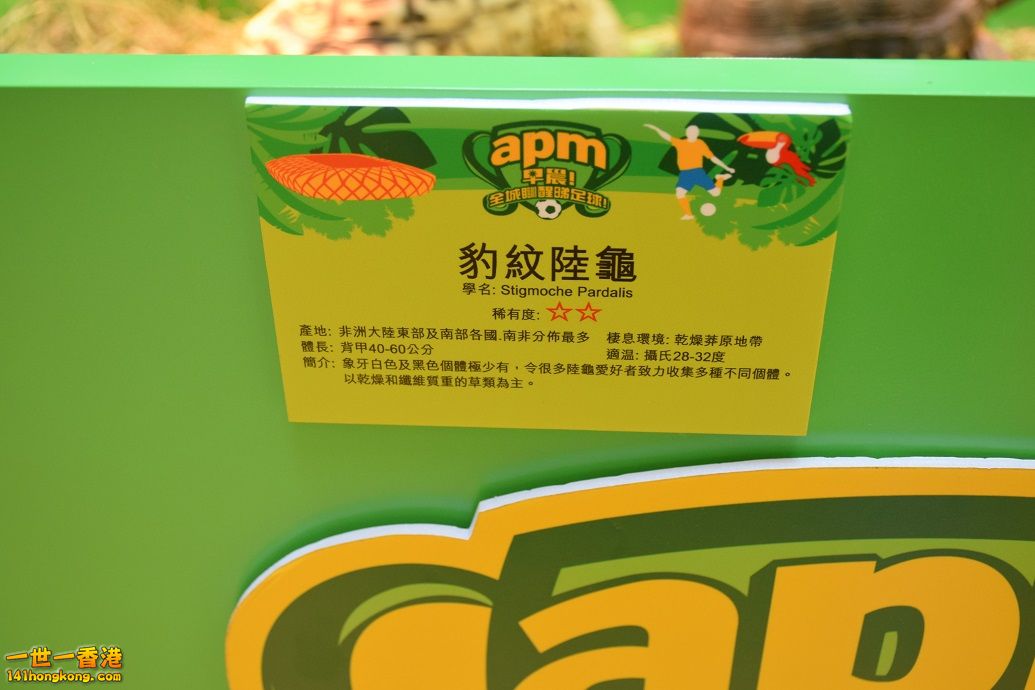 apm
早晨!
全城瞓醒睇足球!
豹紋陸龜
學名: Stigmoche Pardalis
稀有度: ☆☆
產地: 非洲大陸東部及南部各國.南非分佈最多 棲息環境: 乾燥莽原地帶
體長: 背甲40-60公分 適溫: 攝氏28-32度
簡介: 象牙白色及黑色個體極少有，令很多陸龜愛好者致力收集多種不同個體。
以乾燥和纖維質重的草類為主。
ap
一世一香港
141hongkong.com